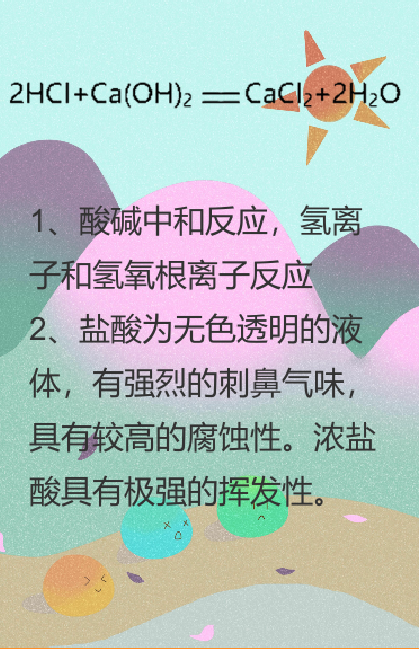 2HCl+Ca(OH)₂ ══ CaCl₂+2H₂O
1、酸碱中和反应，氢离
子和氢氧根离子反应
2、盐酸为无色透明的液
体，有强烈的刺鼻气味，
具有较高的腐蚀性。浓盐
酸具有极强的挥发性。